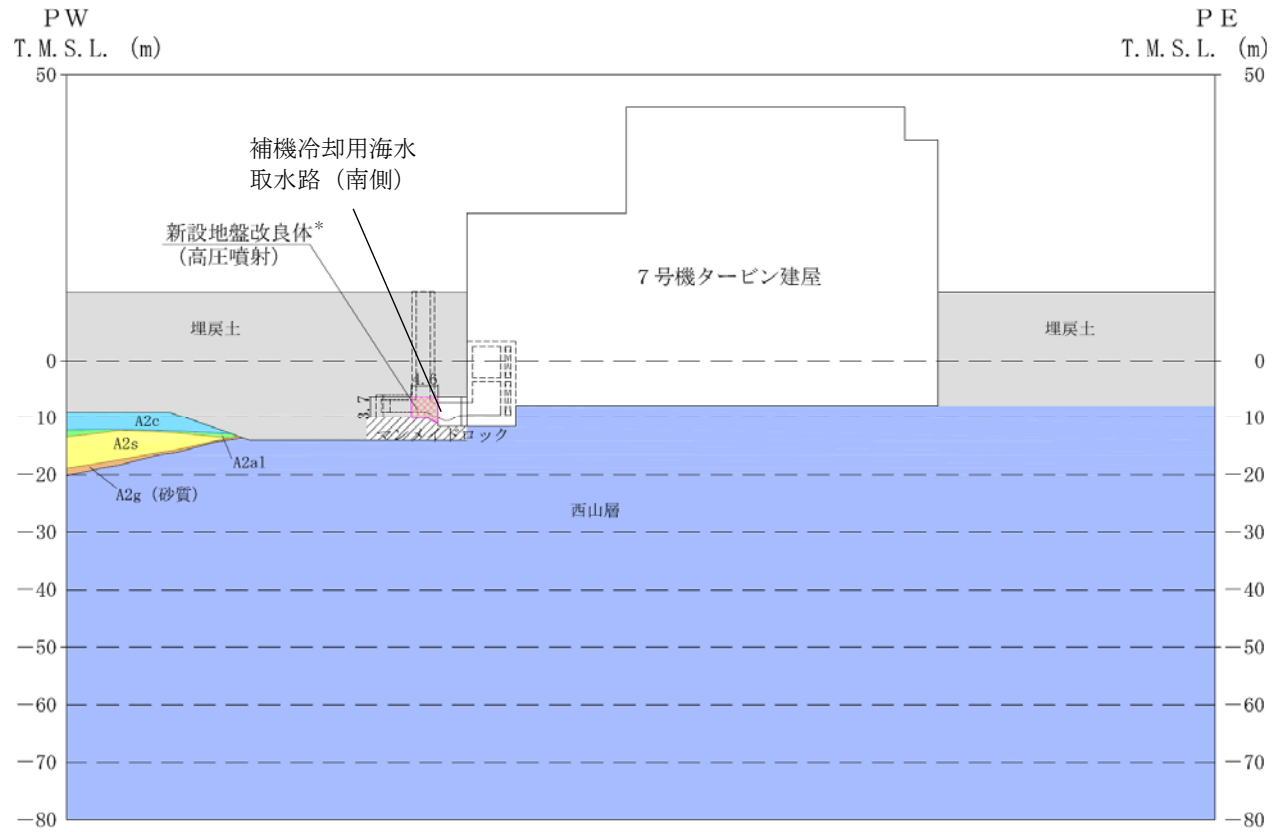 PW
PE
T.M.S.L. (m)
T.M.S.L. (m)
50
50
補機冷却用海水
取水路（南側）
新設地盤改良体*
（高圧噴射）
7号機タービン建屋
埋戻土
埋戻土
0
0
4.6
3.7
10
10
A2c
マンメイドロック
A2s
A2al
−20
−20
A2g（砂質）
西山層
−30
−30
−40
−40
−50
−50
−60
−60
−70
−70
−80
−80